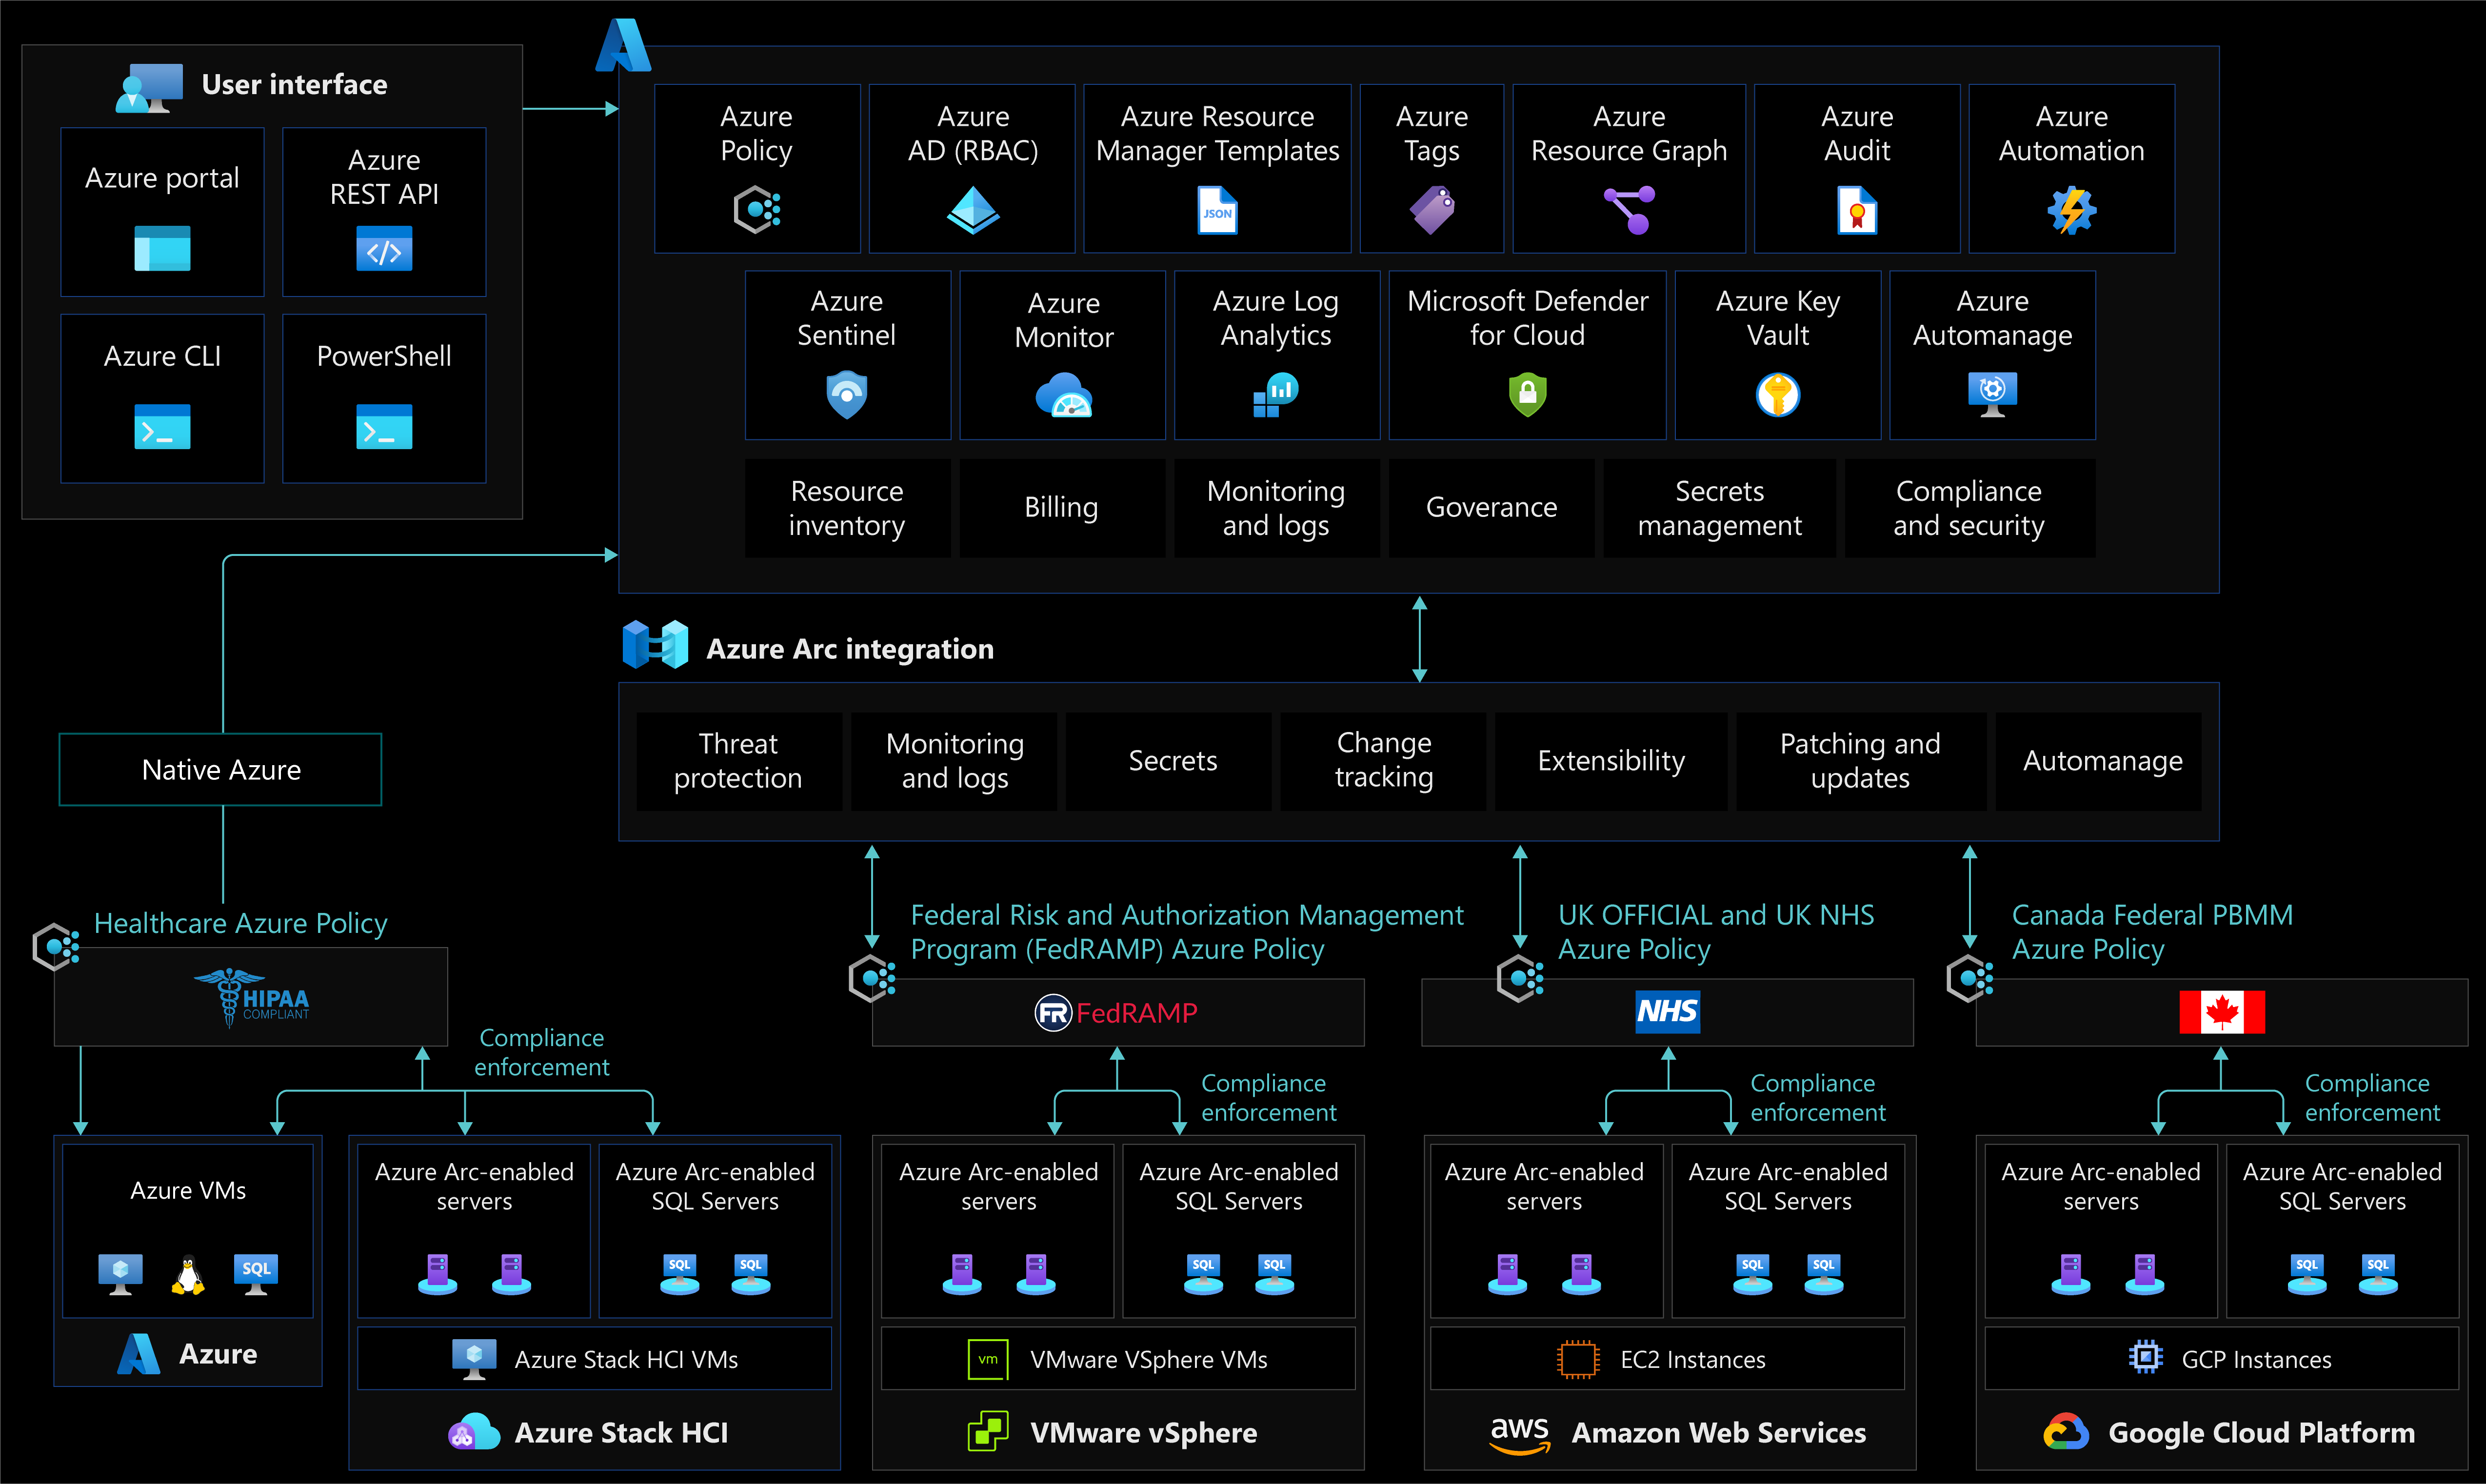 User interface
Azure portal
Azure
REST API
Azure CLI
PowerShell
Azure
Policy
Azure
AD (RBAC)
Azure Resource
Manager Templates
JSON
Azure
Tags
Azure
Resource Graph
Azure
Audit
Azure
Automation
Azure
Sentinel
Azure
Monitor
Azure Log
Analytics
Microsoft Defender
for Cloud
Azure Key
Vault
Azure
Automanage
Resource
inventory
Billing
Monitoring
and logs
Goverance
Secrets
management
Compliance
and security
Azure Arc integration
Threat
protection
Monitoring
and logs
Secrets
Change
tracking
Extensibility
Patching and
updates
Automanage
Native Azure
Healthcare Azure Policy
HIPAA
COMPLIANT
Compliance
enforcement
Federal Risk and Authorization Management
Program (FedRAMP) Azure Policy
FR FedRAMP
Compliance
enforcement
UK OFFICIAL and UK NHS
Azure Policy
NHS
Compliance
enforcement
Canada Federal PBMM
Azure Policy
Compliance
enforcement
Azure VMs
SQL
Azure
Azure Arc-enabled
servers
Azure Arc-enabled
SQL Servers
SQL
SQL
Azure Stack HCI VMs
Azure Stack HCI
Azure Arc-enabled
servers
Azure Arc-enabled
SQL Servers
SQL
SQL
vm
VMware VSphere VMs
VMware vSphere
Azure Arc-enabled
servers
Azure Arc-enabled
SQL Servers
SQL
SQL
EC2 Instances
aws
Amazon Web Services
Azure Arc-enabled
servers
Azure Arc-enabled
SQL Servers
SQL
SQL
GCP Instances
Google Cloud Platform